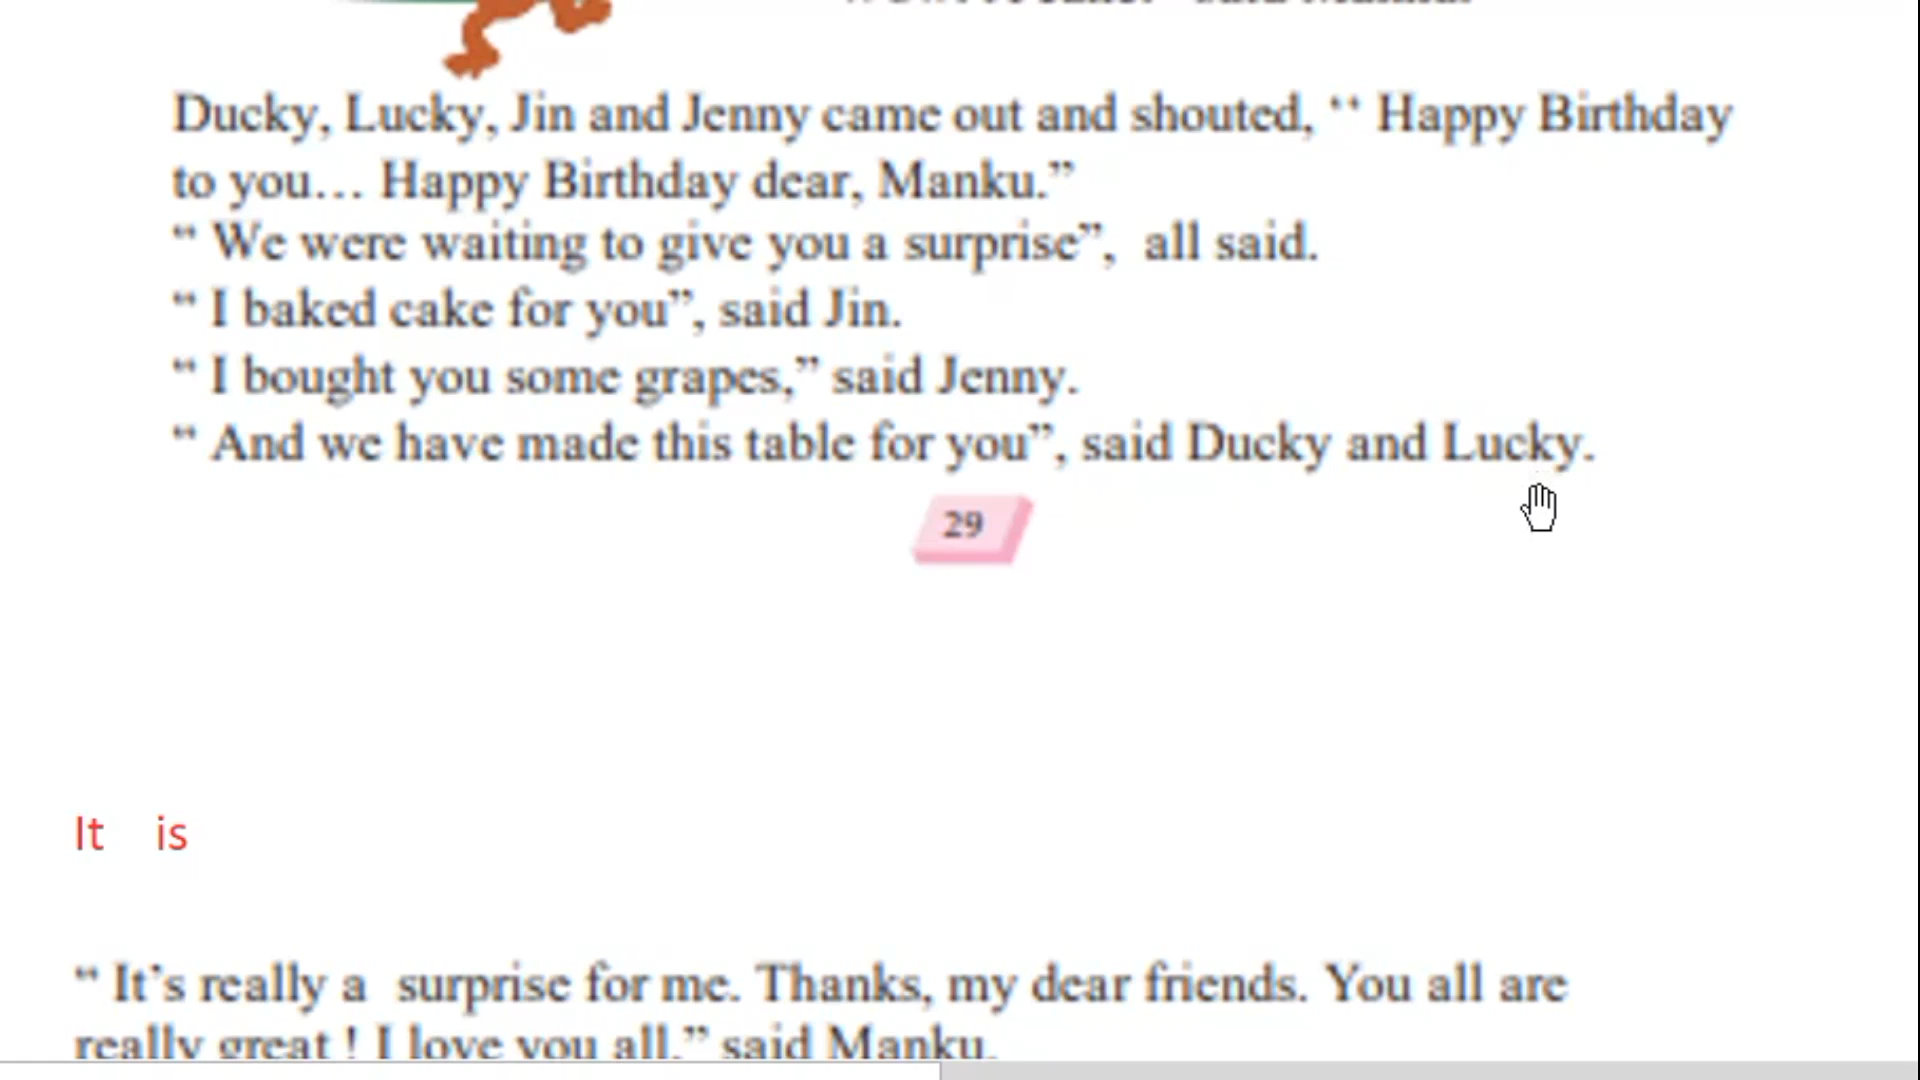 Ducky, Lucky, Jin and Jenny came out and shouted, ‘‘ Happy Birthday
to you… Happy Birthday dear, Manku.”
“ We were waiting to give you a surprise”,  all said.
“ I baked cake for you”, said Jin.
“ I bought you some grapes,” said Jenny.
“ And we have made this table for you”, said Ducky and Lucky.
29
It is
“ It’s really a  surprise for me. Thanks, my dear friends. You all are
really great ! I love you all.” said Manku.